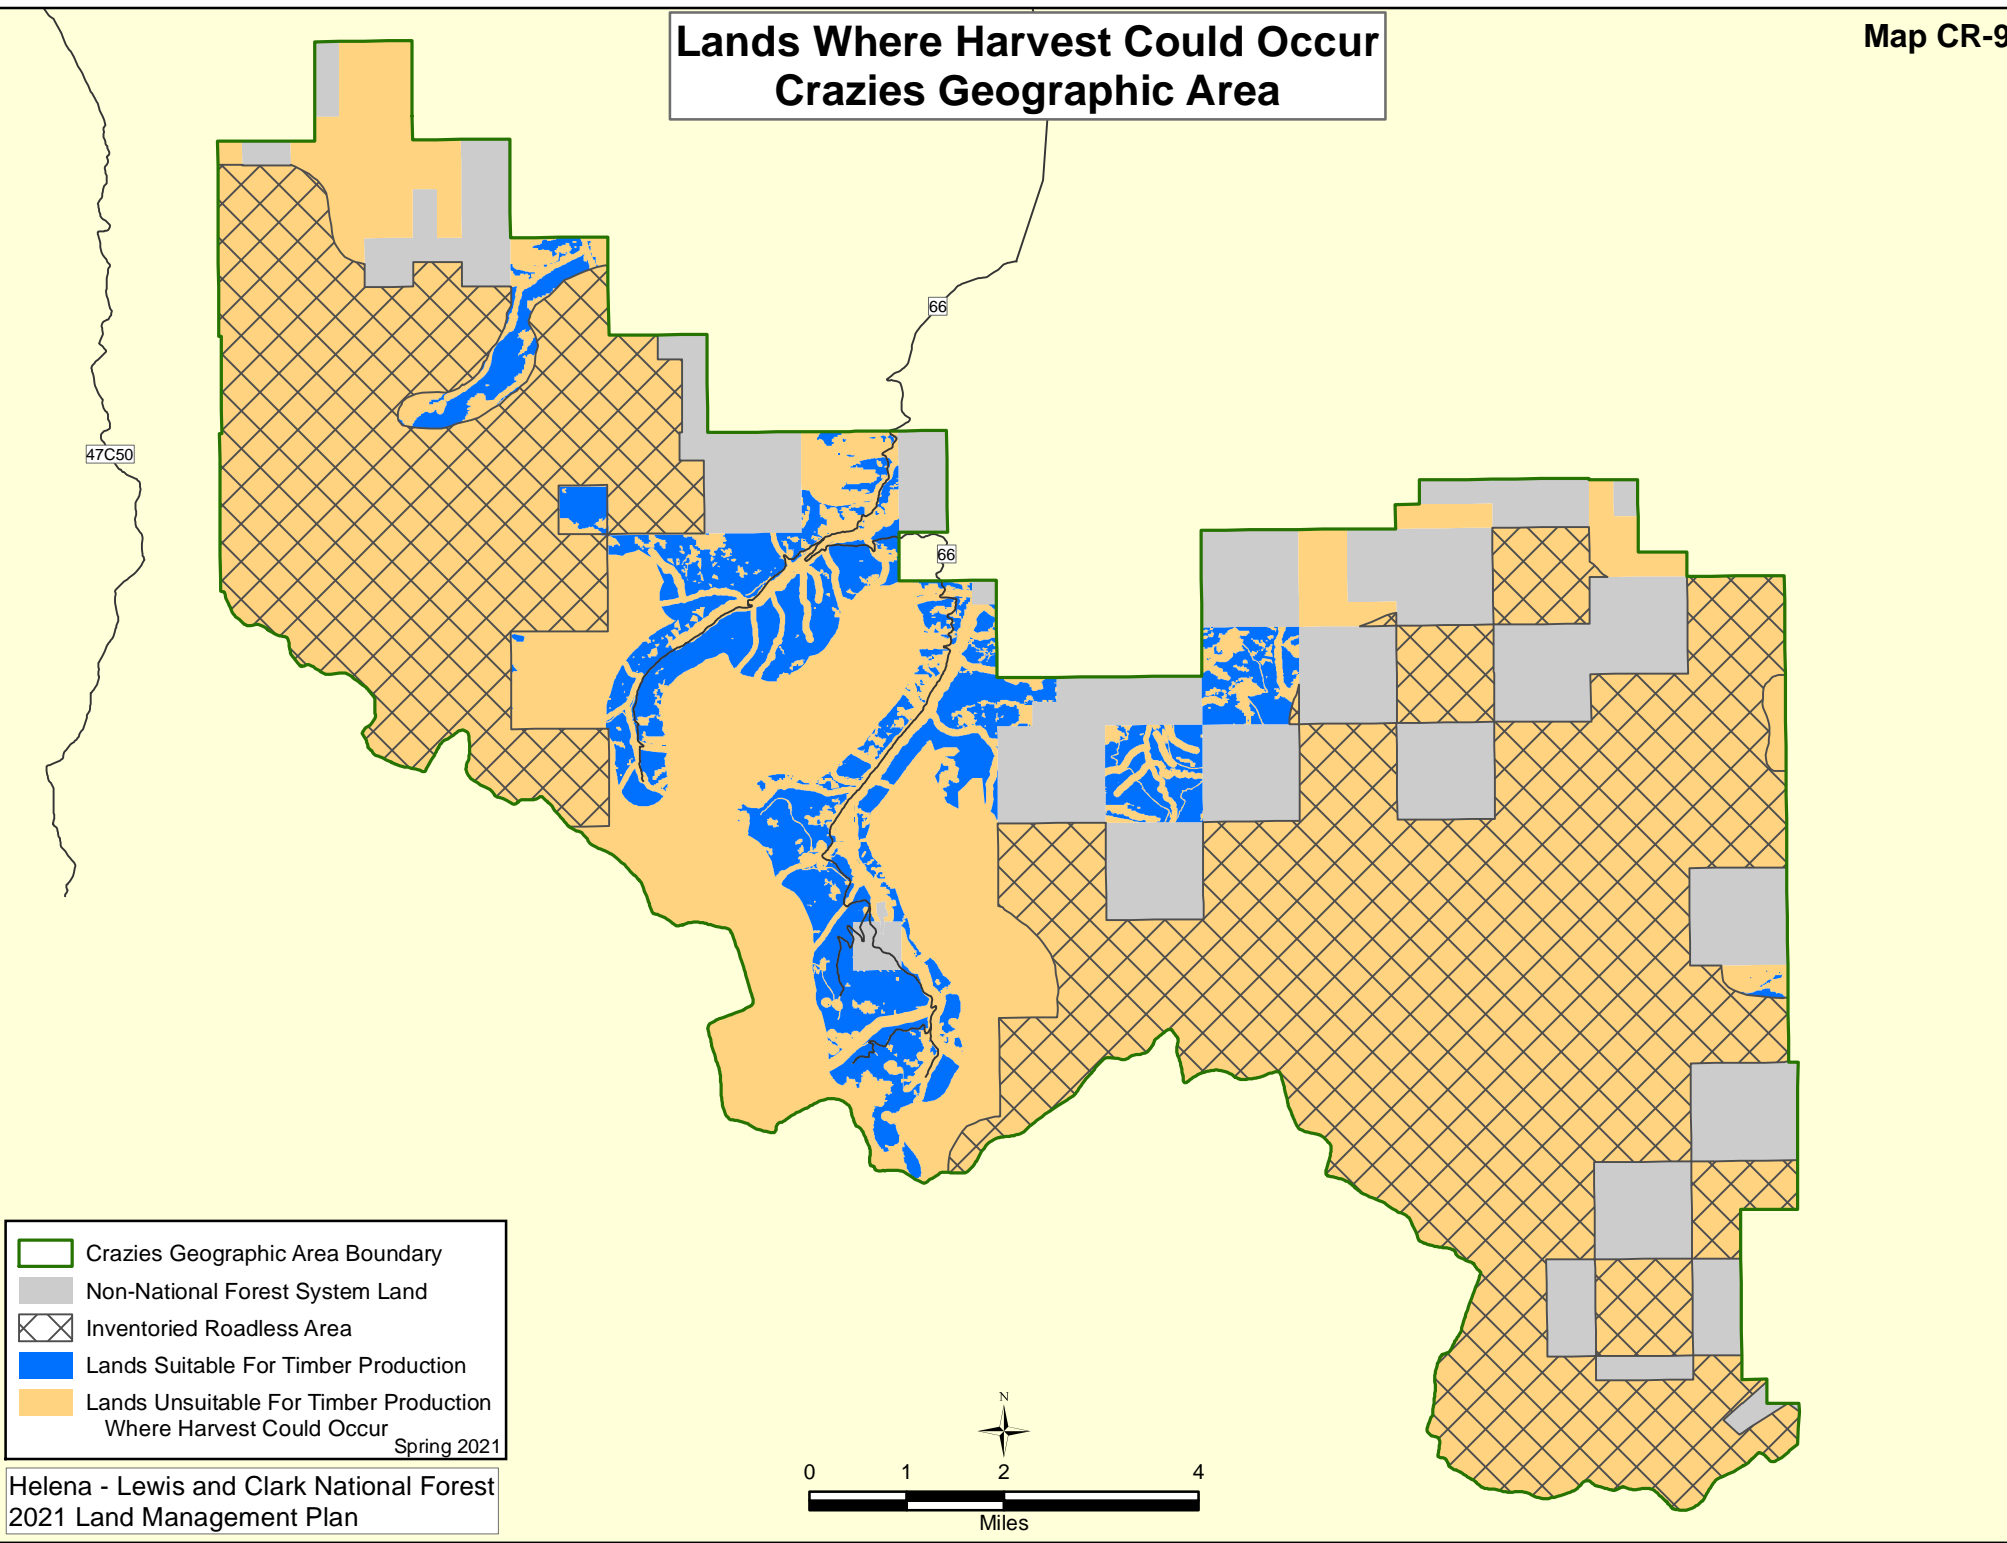 Lands Where Harvest Could Occur
Crazies Geographic Area
Map CR-9
66
47C50
66
Crazies Geographic Area Boundary
Non-National Forest System Land
Inventoried Roadless Area
Lands Suitable For Timber Production
Lands Unsuitable For Timber Production
Where Harvest Could Occur
Spring 2021
Helena - Lewis and Clark National Forest
2021 Land Management Plan
N
0 1 2 4
Miles